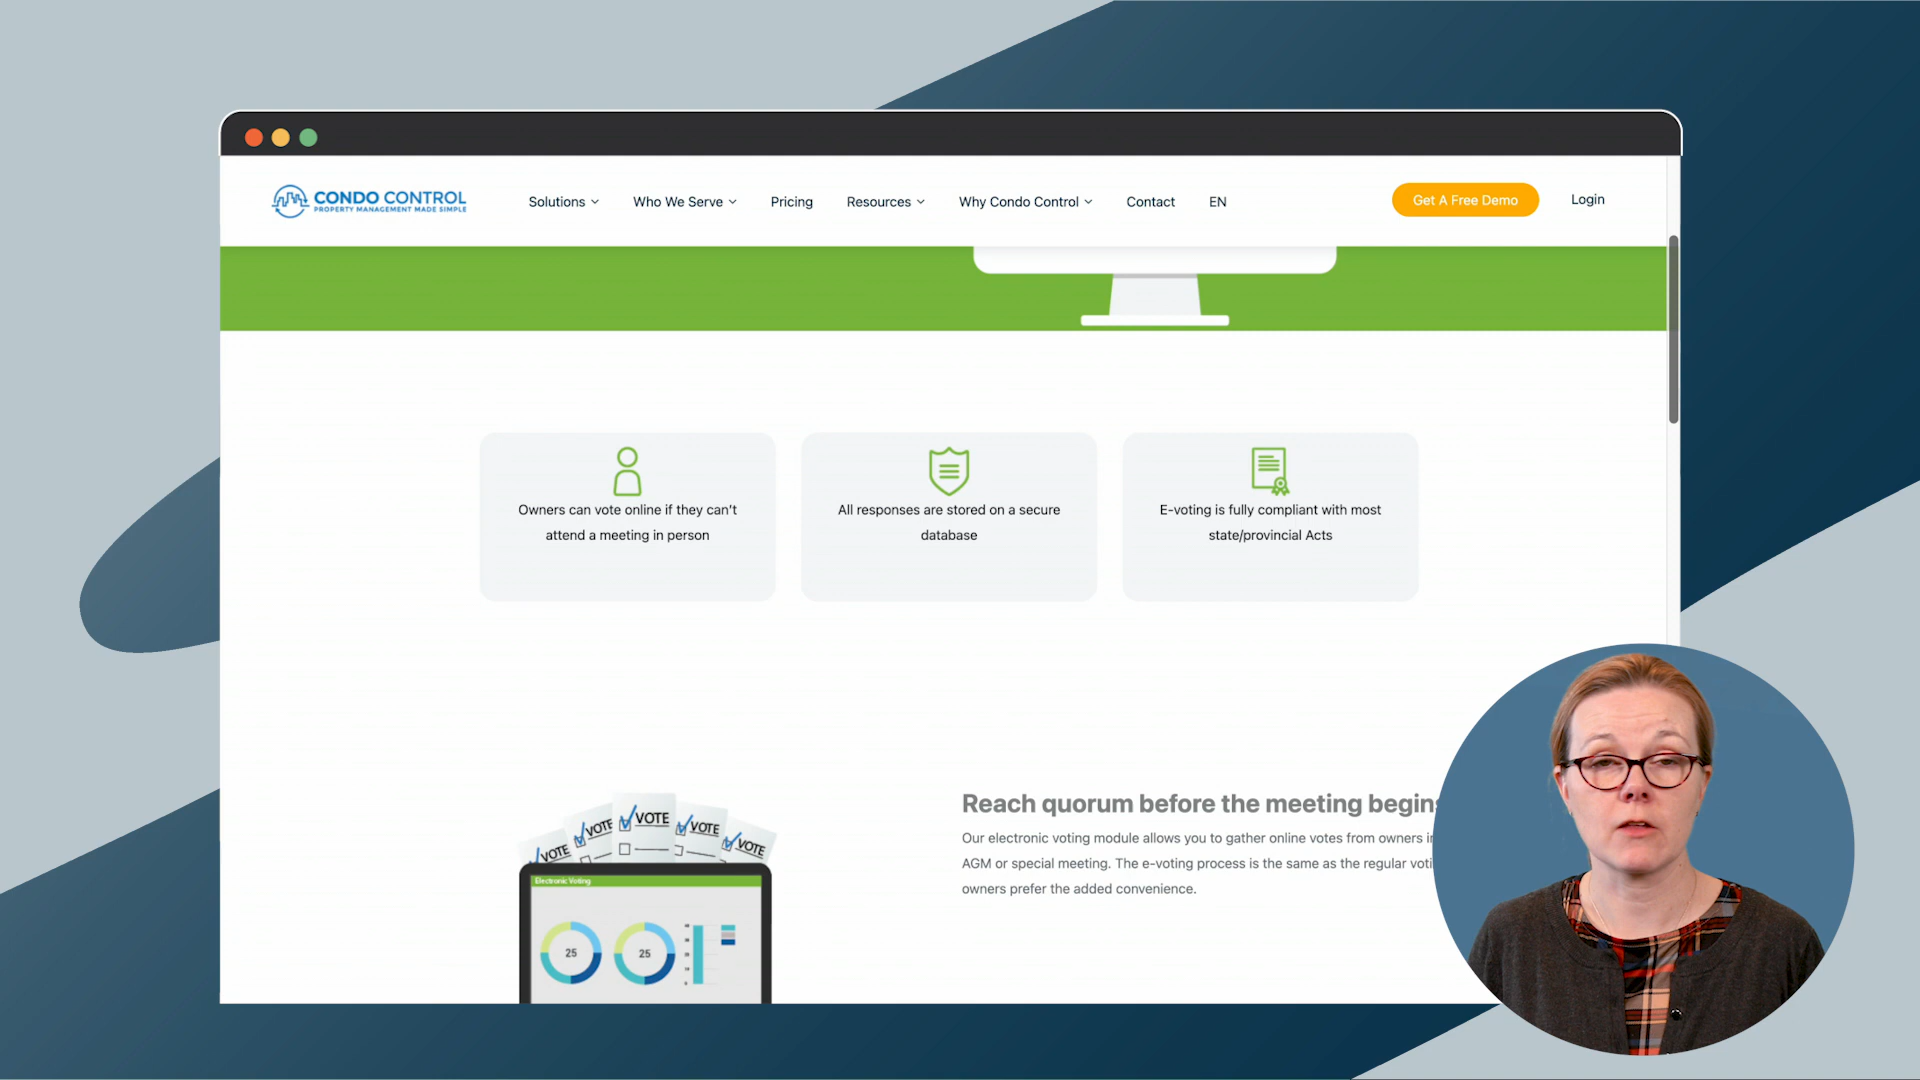 CONDO CONTROL
PROPERTY MANAGEMENT MADE SIMPLE
Solutions
Who We Serve
Pricing
Resources
Why Condo Control
Contact
EN
Get A Free Demo
Login
Owners can vote online if they can't
attend a meeting in person
All responses are stored on a secure
database
E-voting is fully compliant with most
state/provincial Acts
VOTE
VOTE
VOTE
VOTE
VOTE
Electronic Voting
25
25
Reach quorum before the meeting begins
Our electronic voting module allows you to gather online votes from owners
AGM or special meeting. The e-voting process is the same as the regular
owners prefer the added convenience.